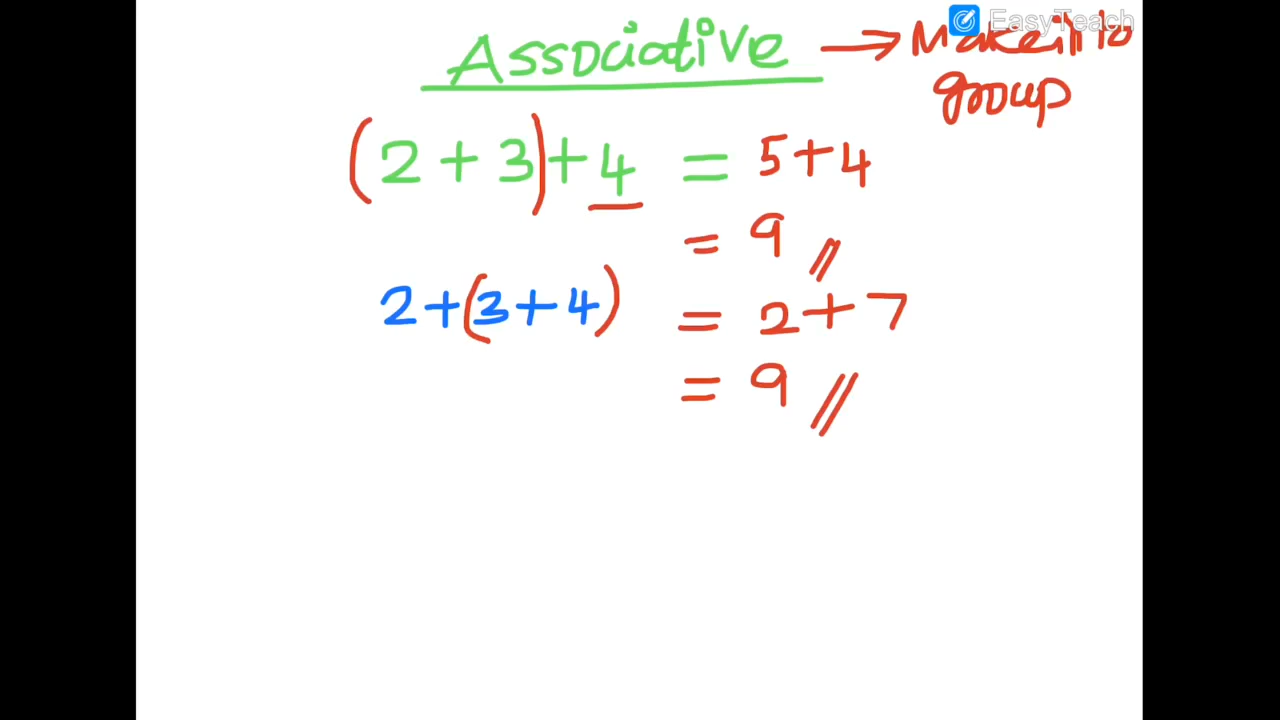 EasyTeach
Associative → Make it to
group
(2 + 3) + 4 = 5 + 4
= 9 //
2 + (3 + 4) = 2 + 7
= 9 //